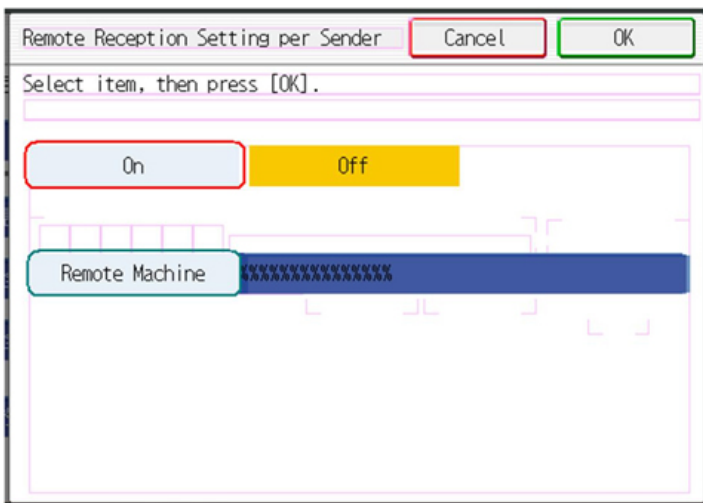 Remote Reception Setting per Sender Cancel OK
Select item, then press [OK].
On Off
Remote Machine %%%%%%%%%%%%%%%